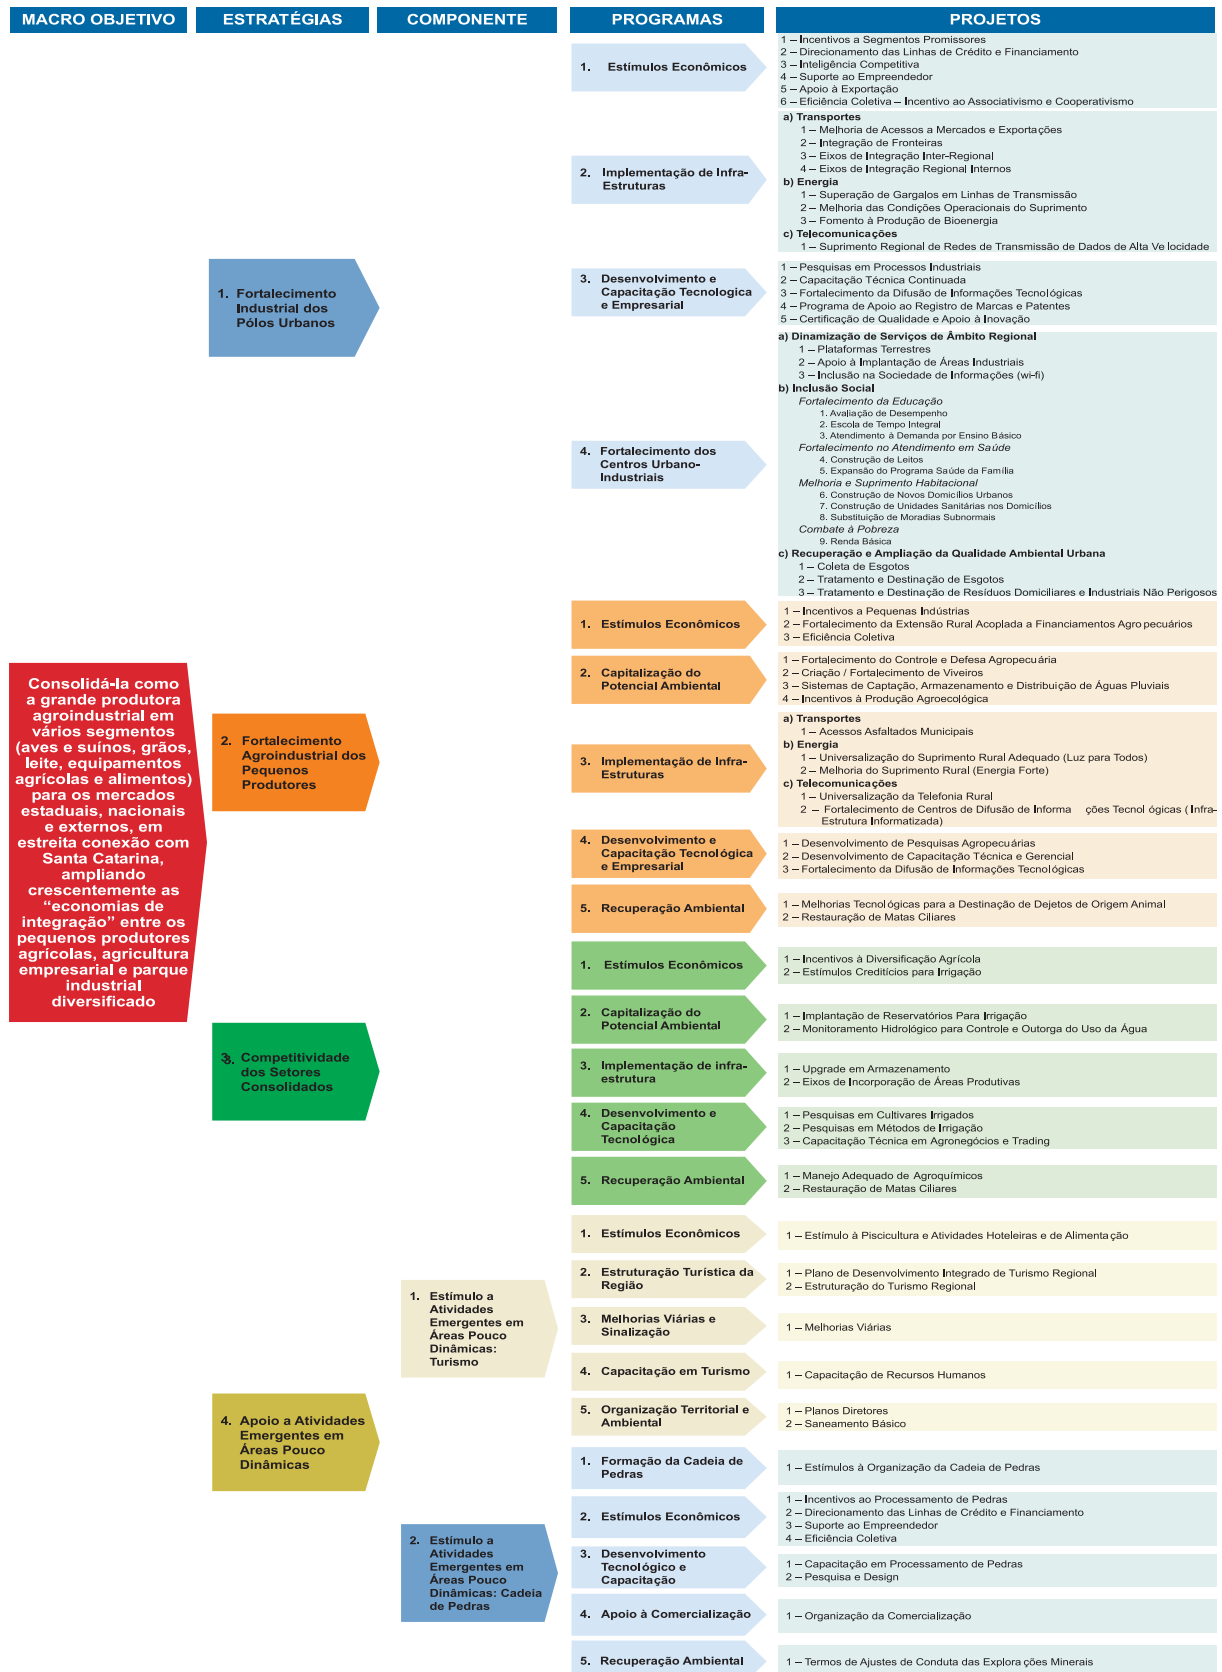 MACRO OBJETIVO
ESTRATÉGIAS
COMPONENTE
PROGRAMAS
PROJETOS
Consolidá-la como
a grande produtora
agroindustrial em
vários segmentos
(aves e suínos, grãos,
leite, equipamentos
agrícolas e alimentos)
para os mercados
estaduais, nacionais
e externos, em
estreita conexão com
Santa Catarina,
ampliando
crescentemente as
“economias de
integração” entre os
pequenos produtores
agrícolas, agricultura
empresarial e parque
industrial
diversificado
1. Fortalecimento
Industrial dos
Pólos Urbanos
1. Estímulos Econômicos
1 – Incentivos a Segmentos Promissores
2 – Direcionamento das Linhas de Crédito e Financiamento
3 – Inteligência Competitiva
4 – Suporte ao Empreendedor
5 – Apoio à Exportação
6 – Eficiência Coletiva – Incentivo ao Associativismo e Cooperativismo
2. Implementação de Infra-
Estruturas
a) Transportes
1 – Melhoria de Acessos a Mercados e Exportações
2 – Integração de Fronteiras
3 – Eixos de Integração Inter-Regional
4 – Eixos de Integração Regional Internos
b) Energia
1 – Superação de Gargalos em Linhas de Transmissão
2 – Melhoria das Condições Operacionais do Suprimento
3 – Fomento à Produção de Bioenergia
c) Telecomunicações
1 – Suprimento Regional de Redes de Transmissão de Dados de Alta Ve locidade
3. Desenvolvimento e
Capacitação Tecnologica
e Empresarial
1 – Pesquisas em Processos Industriais
2 – Capacitação Técnica Continuada
3 – Fortalecimento da Difusão de Informações Tecnológicas
4 – Programa de Apoio ao Registro de Marcas e Patentes
5 – Certificação de Qualidade e Apoio à Inovação
4. Fortalecimento dos
Centros Urbano-
Industriais
a) Dinamização de Serviços de Âmbito Regional
1 – Plataformas Terrestres
2 – Apoio à Implantação de Áreas Industriais
3 – Inclusão na Sociedade de Informações (wi-fi)
b) Inclusão Social
Fortalecimento da Educação
1. Avaliação de Desempenho
2. Escola de Tempo Integral
3. Atendimento à Demanda por Ensino Básico
Fortalecimento no Atendimento em Saúde
4. Construção de Leitos
5. Expansão do Programa Saúde da Família
Melhoria e Suprimento Habitacional
6. Construção de Novos Domicílios Urbanos
7. Construção de Unidades Sanitárias nos Domicílios
8. Substituição de Moradias Subnormais
Combate à Pobreza
9. Renda Básica
c) Recuperação e Ampliação da Qualidade Ambiental Urbana
1 – Coleta de Esgotos
2 – Tratamento e Destinação de Esgotos
3 – Tratamento e Destinação de Resíduos Domiciliares e Industriais Não Perigosos
2. Fortalecimento
Agroindustrial dos
Pequenos
Produtores
1. Estímulos Econômicos
1 – Incentivos a Pequenas Indústrias
2 – Fortalecimento da Extensão Rural Acoplada a Financiamentos Agropecuários
3 – Eficiência Coletiva
2. Capitalização do
Potencial Ambiental
1 – Fortalecimento do Controle e Defesa Agropecuária
2 – Criação / Fortalecimento de Viveiros
3 – Sistemas de Captação, Armazenamento e Distribuição de Águas Pluviais
4 – Incentivos à Produção Agroecológica
3. Implementação de Infra-
Estruturas
a) Transportes
1 – Acessos Asfaltados Municipais
b) Energia
1 – Universalização do Suprimento Rural Adequado (Luz para Todos)
2 – Melhoria do Suprimento Rural (Energia Forte)
c) Telecomunicações
1 – Universalização da Telefonia Rural
2 – Fortalecimento de Centros de Difusão de Informa ções Tecnol ógicas (Infra-
Estrutura Informatizada)
4. Desenvolvimento e
Capacitação Tecnológica
e Empresarial
1 – Desenvolvimento de Pesquisas Agropecuárias
2 – Desenvolvimento de Capacitação Técnica e Gerencial
3 – Fortalecimento da Difusão de Informações Tecnológicas
5. Recuperação Ambiental
1 – Melhorias Tecnológicas para a Destinação de Dejetos de Origem Animal
2 – Restauração de Matas Ciliares
3. Competitividade
dos Setores
Consolidados
1. Estímulos Econômicos
1 – Incentivos à Diversificação Agrícola
2 – Estímulos Creditícios para Irrigação
2. Capitalização do
Potencial Ambiental
1 – Implantação de Reservatórios Para Irrigação
2 – Monitoramento Hidrológico para Controle e Outorga do Uso da Água
3. Implementação de infra-
estrutura
1 – Upgrade em Armazenamento
2 – Eixos de Incorporação de Áreas Produtivas
4. Desenvolvimento e
Capacitação
Tecnológica
1 – Pesquisas em Cultivares Irrigados
2 – Pesquisas em Métodos de Irrigação
3 – Capacitação Técnica em Agronegócios e Trading
5. Recuperação Ambiental
1 – Manejo Adequado de Agroquímicos
2 – Restauração de Matas Ciliares
4. Apoio a Atividades
Emergentes em
Áreas Pouco
Dinâmicas
1. Estímulo a
Atividades
Emergentes em
Áreas Pouco
Dinâmicas:
Turismo
1. Estímulos Econômicos
1 – Estímulo à Piscicultura e Atividades Hoteleiras e de Alimentação
2. Estruturação Turística da
Região
1 – Plano de Desenvolvimento Integrado de Turismo Regional
2 – Estruturação do Turismo Regional
3. Melhorias Viárias e
Sinalização
1 – Melhorias Viárias
4. Capacitação em Turismo
1 – Capacitação de Recursos Humanos
5. Organização Territorial e
Ambiental
1 – Planos Diretores
2 – Saneamento Básico
2. Estímulo a
Atividades
Emergentes em
Áreas Pouco
Dinâmicas: Cadeia
de Pedras
1. Formação da Cadeia de
Pedras
1 – Estímulos à Organização da Cadeia de Pedras
2. Estímulos Econômicos
1 – Incentivos ao Processamento de Pedras
2 – Direcionamento das Linhas de Crédito e Financiamento
3 – Suporte ao Empreendedor
4 – Eficiência Coletiva
3. Desenvolvimento
Tecnológico e
Capacitação
1 – Capacitação em Processamento de Pedras
2 – Pesquisa e Design
4. Apoio à Comercialização
1 – Organização da Comercialização
5. Recuperação Ambiental
1 – Termos de Ajustes de Conduta das Explora ções Minerais